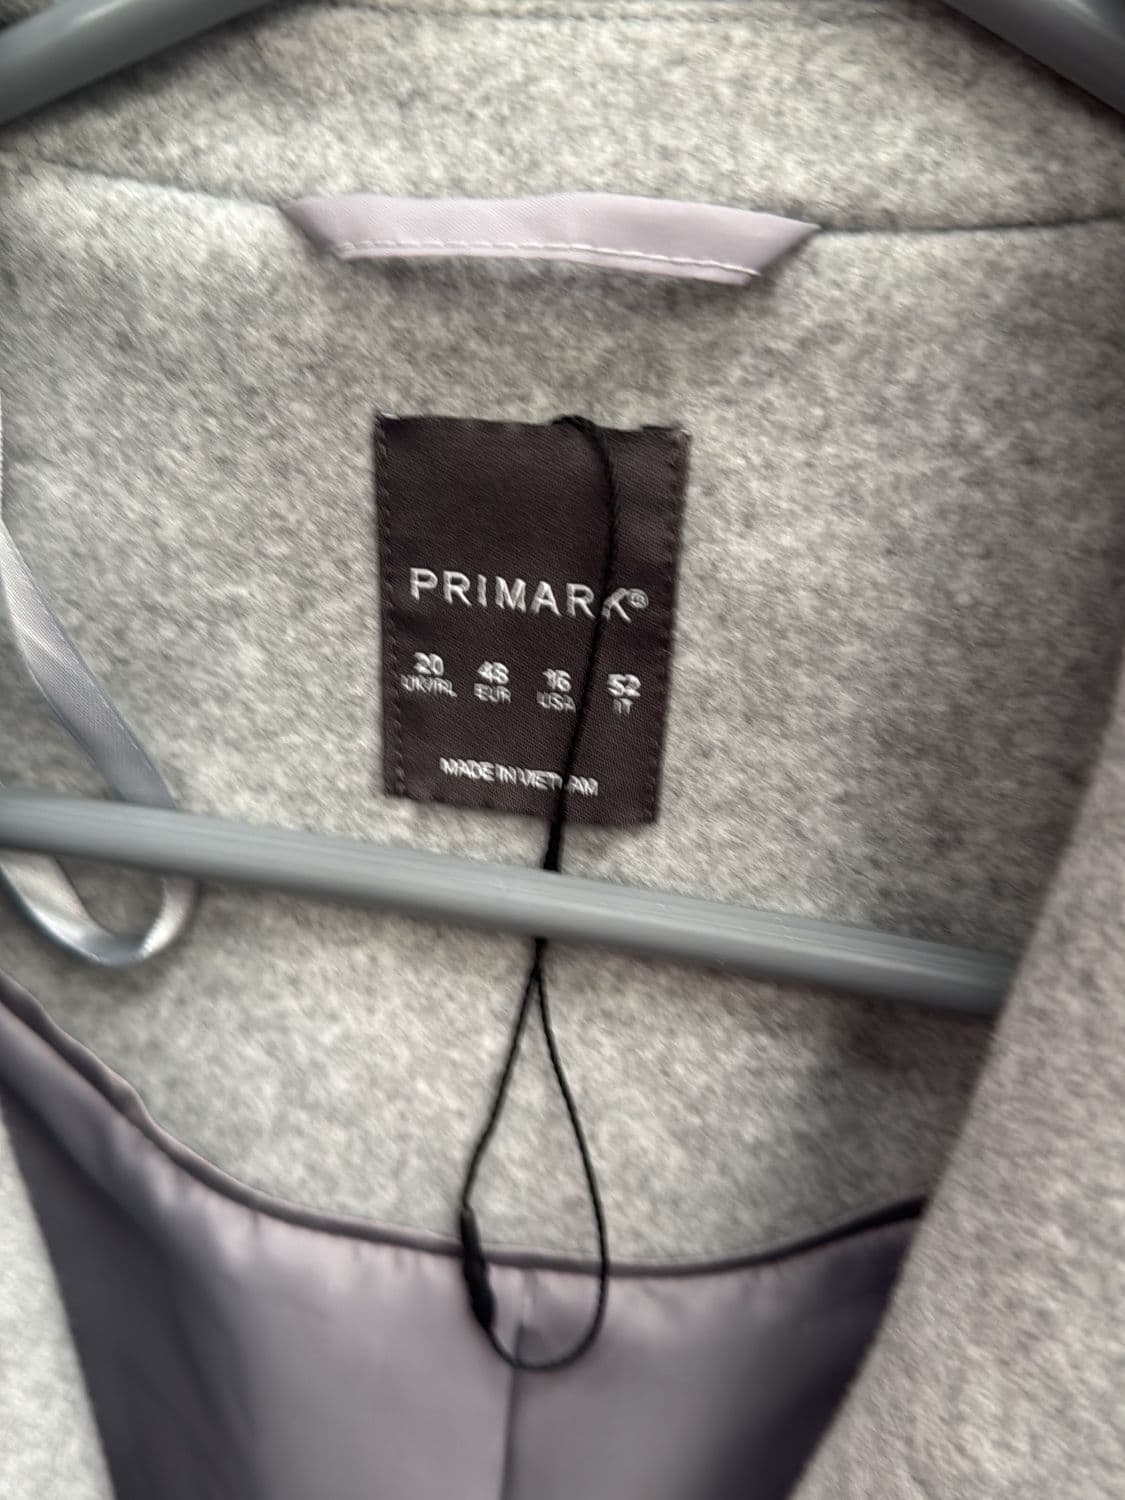 PRIMARK®
20 48 16 52
UK/IRL EUR USA IT
MADE IN VIETNAM